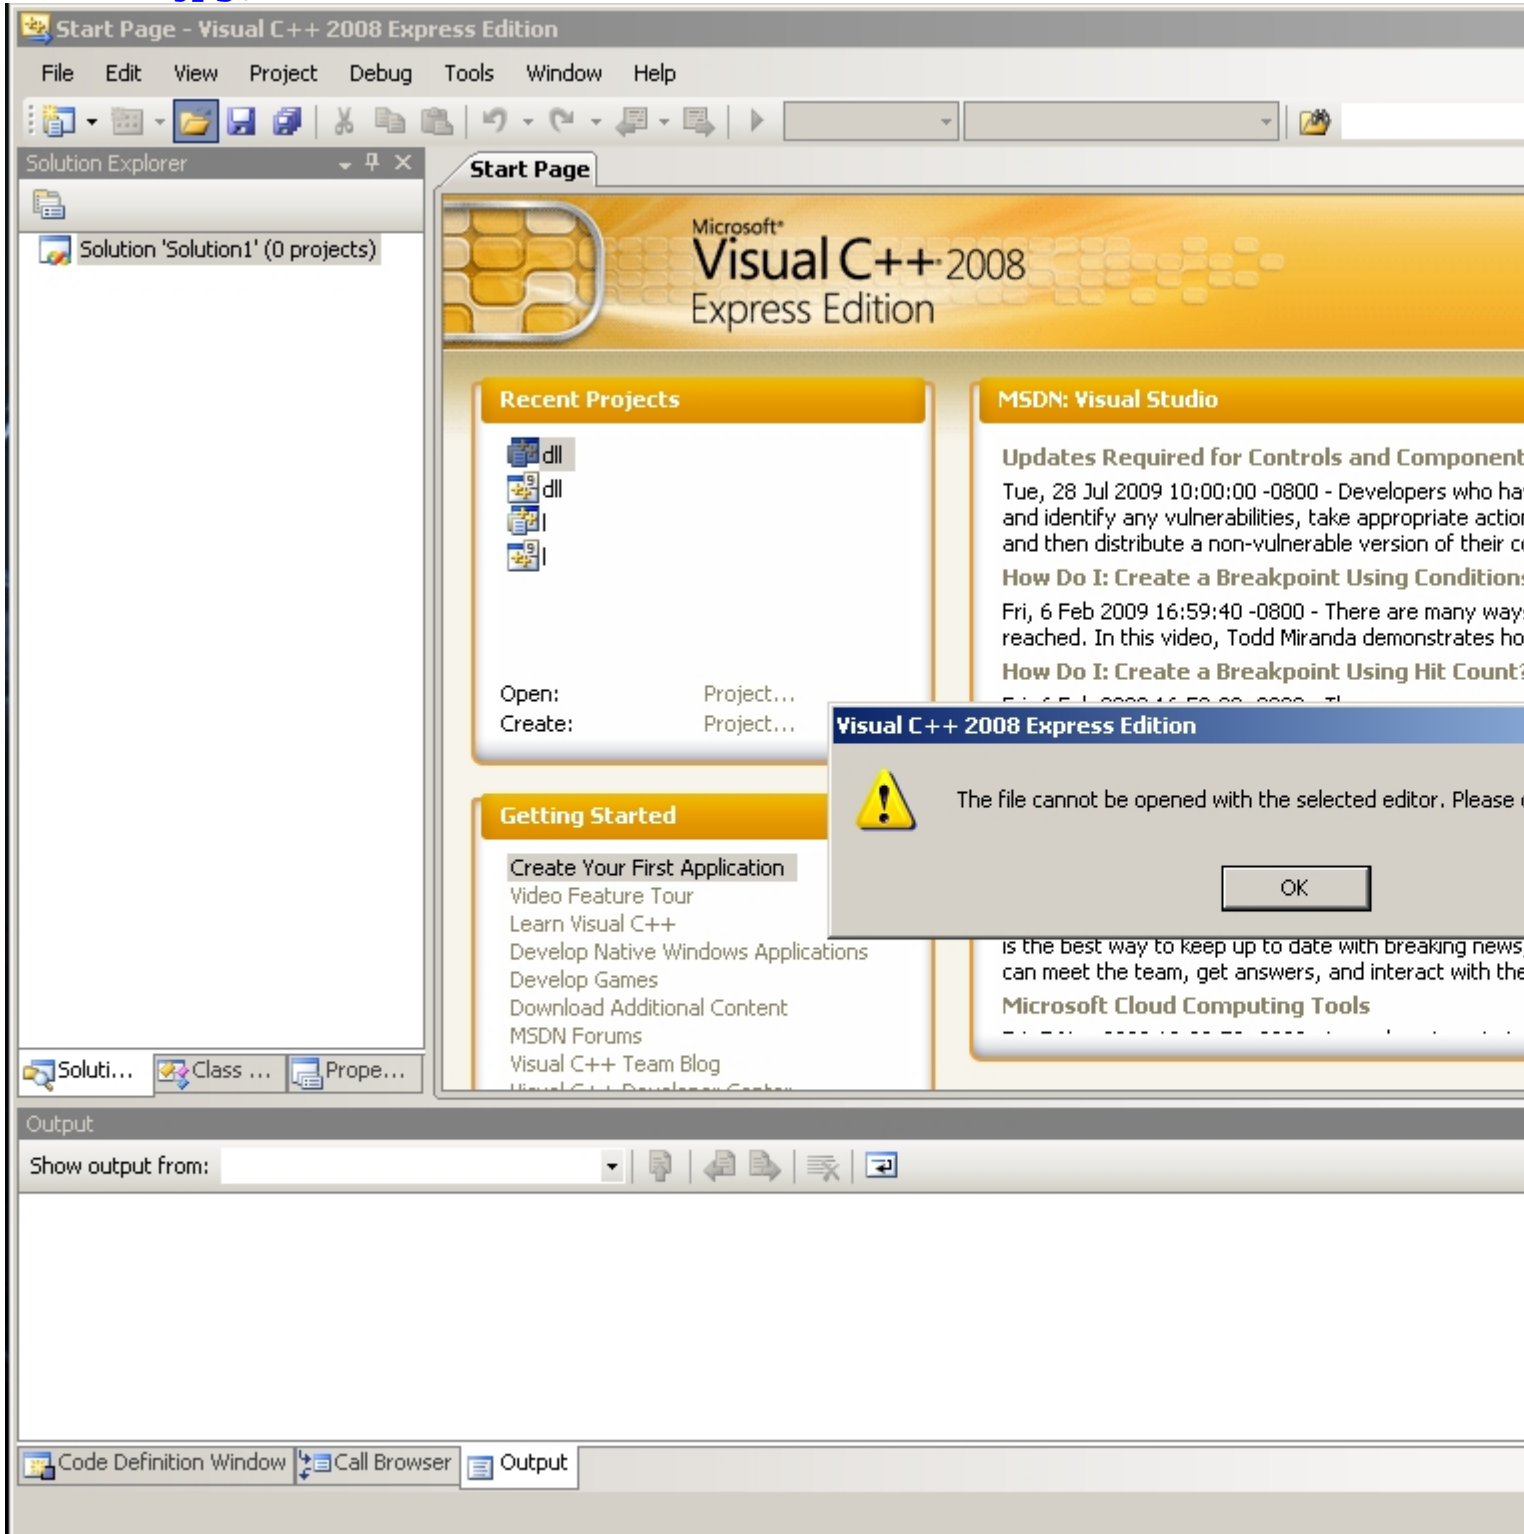 Start Page - Visual C++ 2008 Express Edition
File Edit View Project Debug Tools Window Help
Solution Explorer
Solution 'Solution1' (0 projects)
Start Page
Microsoft
Visual C++ 2008
Express Edition
Recent Projects
dll
dll
l
l
Open: Project...
Create: Project...
Getting Started
Create Your First Application
Video Feature Tour
Learn Visual C++
Develop Native Windows Applications
Develop Games
Download Additional Content
MSDN Forums
Visual C++ Team Blog
MSDN: Visual Studio
Updates Required for Controls and Component
Tue, 28 Jul 2009 10:00:00 -0800 - Developers who ha
and identify any vulnerabilities, take appropriate action
and then distribute a non-vulnerable version of their
How Do I: Create a Breakpoint Using Conditions
Fri, 6 Feb 2009 16:59:40 -0800 - There are many ways
reached. In this video, Todd Miranda demonstrates ho
How Do I: Create a Breakpoint Using Hit Count?
Visual C++ 2008 Express Edition
The file cannot be opened with the selected editor. Please
OK
is the best way to keep up to date with breaking news,
can meet the team, get answers, and interact with the
Microsoft Cloud Computing Tools
Soluti... Class ... Prope...
Output
Show output from:
Code Definition Window Call Browser Output